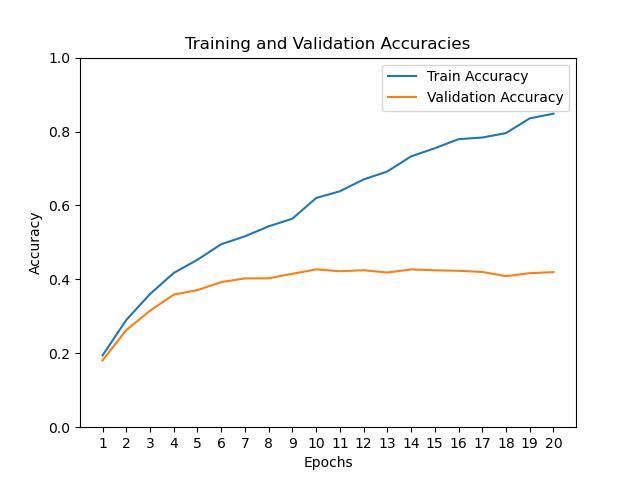 Training and Validation Accuracies
1.0
Train Accuracy
Validation Accuracy
0.8
0.6
Accuracy
0.4
0.2
0.0
1 2 3 4 5 6 7 8 9 10 11 12 13 14 15 16 17 18 19 20
Epochs